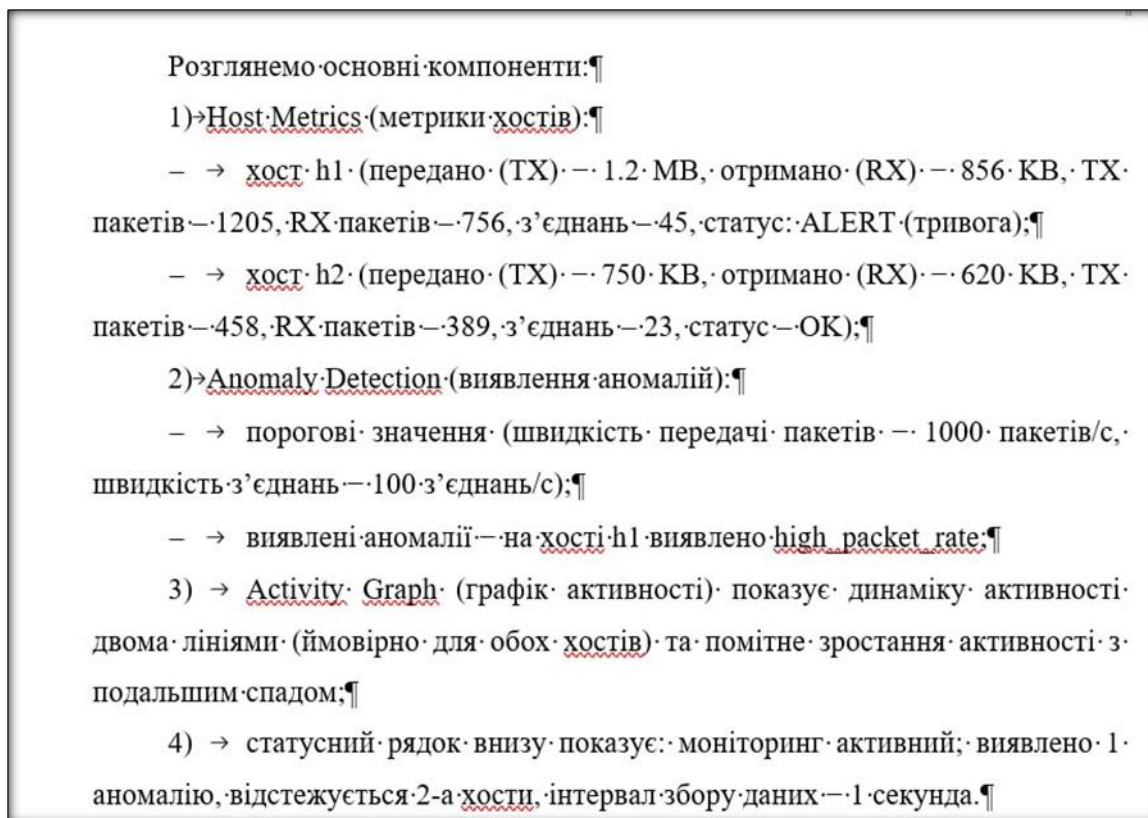 Розглянемо основні компоненти:¶
1)→Host Metrics (метрики хостів):¶
– → хост h1 (передано (TX) – 1.2 MB, отримано (RX) – 856 KB, TX
пакетів – 1205, RX пакетів – 756, з’єднань – 45, статус: ALERT (тривога);¶
– → хост h2 (передано (TX) – 750 KB, отримано (RX) – 620 KB, TX
пакетів – 458, RX пакетів – 389, з’єднань – 23, статус – OK);¶
2)→Anomaly Detection (виявлення аномалій):¶
– → порогові значення (швидкість передачі пакетів – 1000 пакетів/с,
швидкість з’єднань – 100 з’єднань/с);¶
– → виявлені аномалії – на хості h1 виявлено high_packet_rate;¶
3) → Activity Graph (графік активності) показує динаміку активності
двома лініями (ймовірно для обох хостів) та помітне зростання активності з
подальшим спадом;¶
4) → статусний рядок внизу показує: моніторинг активний; виявлено 1
аномалію, відстежується 2-а хости, інтервал збору даних – 1 секунда.¶